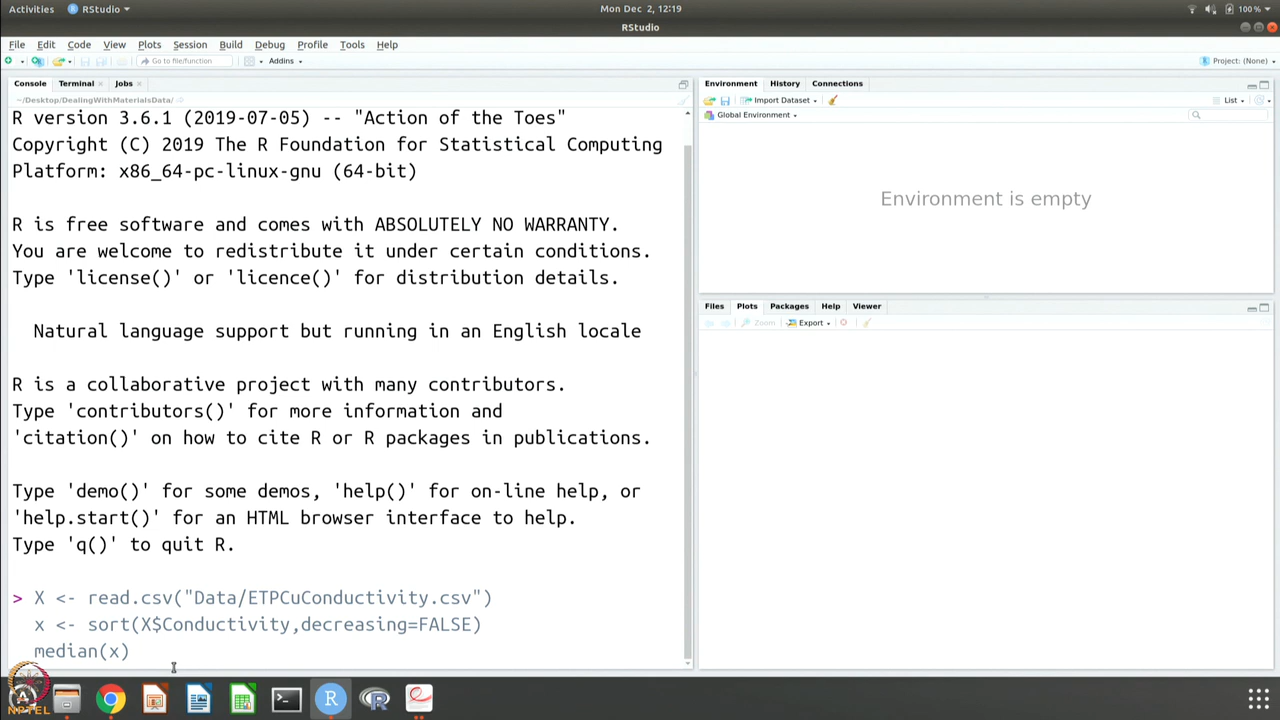 Activities RStudio Mon Dec 2, 12:19 100%
RStudio
File Edit Code View Plots Session Build Debug Profile Tools Help
Go to file/function Addins Project: (None)
Console Terminal Jobs
~/Desktop/DealingWithMaterialsData/
R version 3.6.1 (2019-07-05) -- "Action of the Toes"
Copyright (C) 2019 The R Foundation for Statistical Computing
Platform: x86_64-pc-linux-gnu (64-bit)
R is free software and comes with ABSOLUTELY NO WARRANTY.
You are welcome to redistribute it under certain conditions.
Type 'license()' or 'licence()' for distribution details.
Natural language support but running in an English locale
R is a collaborative project with many contributors.
Type 'contributors()' for more information and
'citation()' on how to cite R or R packages in publications.
Type 'demo()' for some demos, 'help()' for on-line help, or
'help.start()' for an HTML browser interface to help.
Type 'q()' to quit R.
> X <- read.csv("Data/ETPCuConductivity.csv")
x <- sort(X$Conductivity,decreasing=FALSE)
median(x)
Environment History Connections
Import Dataset List
Global Environment
Environment is empty
Files Plots Packages Help Viewer
Zoom Export
NPTEL